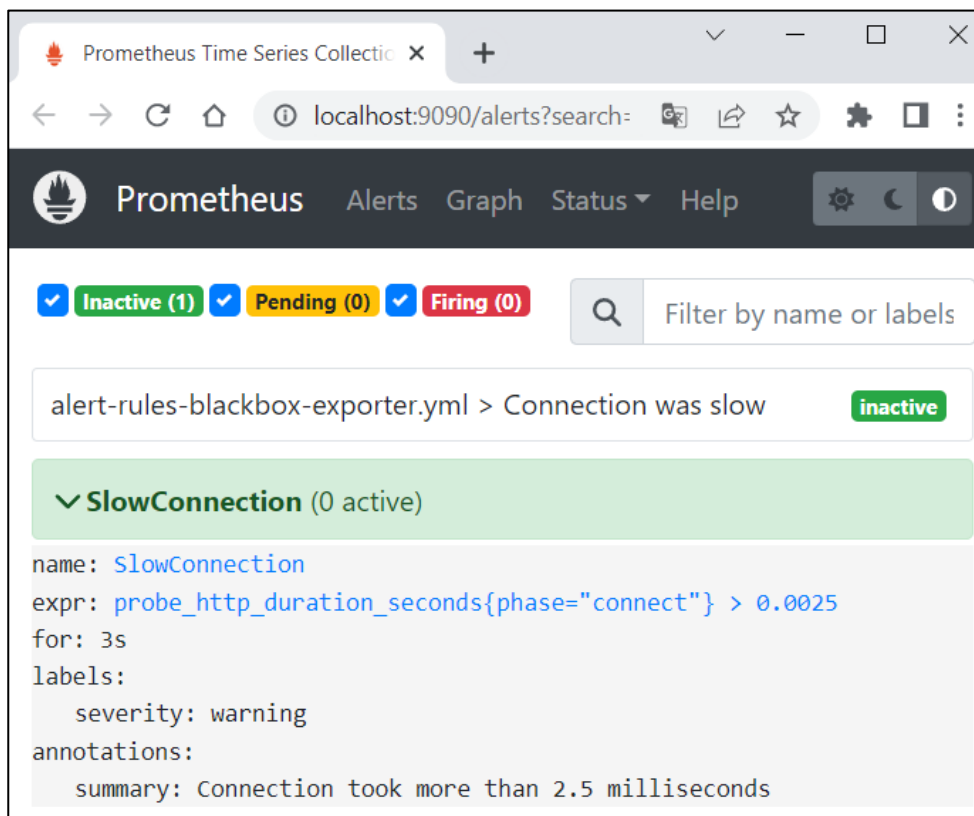 Prometheus Time Series Collectic
localhost:9090/alerts?search=
Prometheus Alerts Graph Status Help
Inactive (1) Pending (0) Firing (0) Filter by name or labels
alert-rules-blackbox-exporter.yml > Connection was slow inactive
SlowConnection (0 active)
name: SlowConnection
expr: probe_http_duration_seconds{phase="connect"} > 0.0025
for: 3s
labels:
severity: warning
annotations:
summary: Connection took more than 2.5 milliseconds